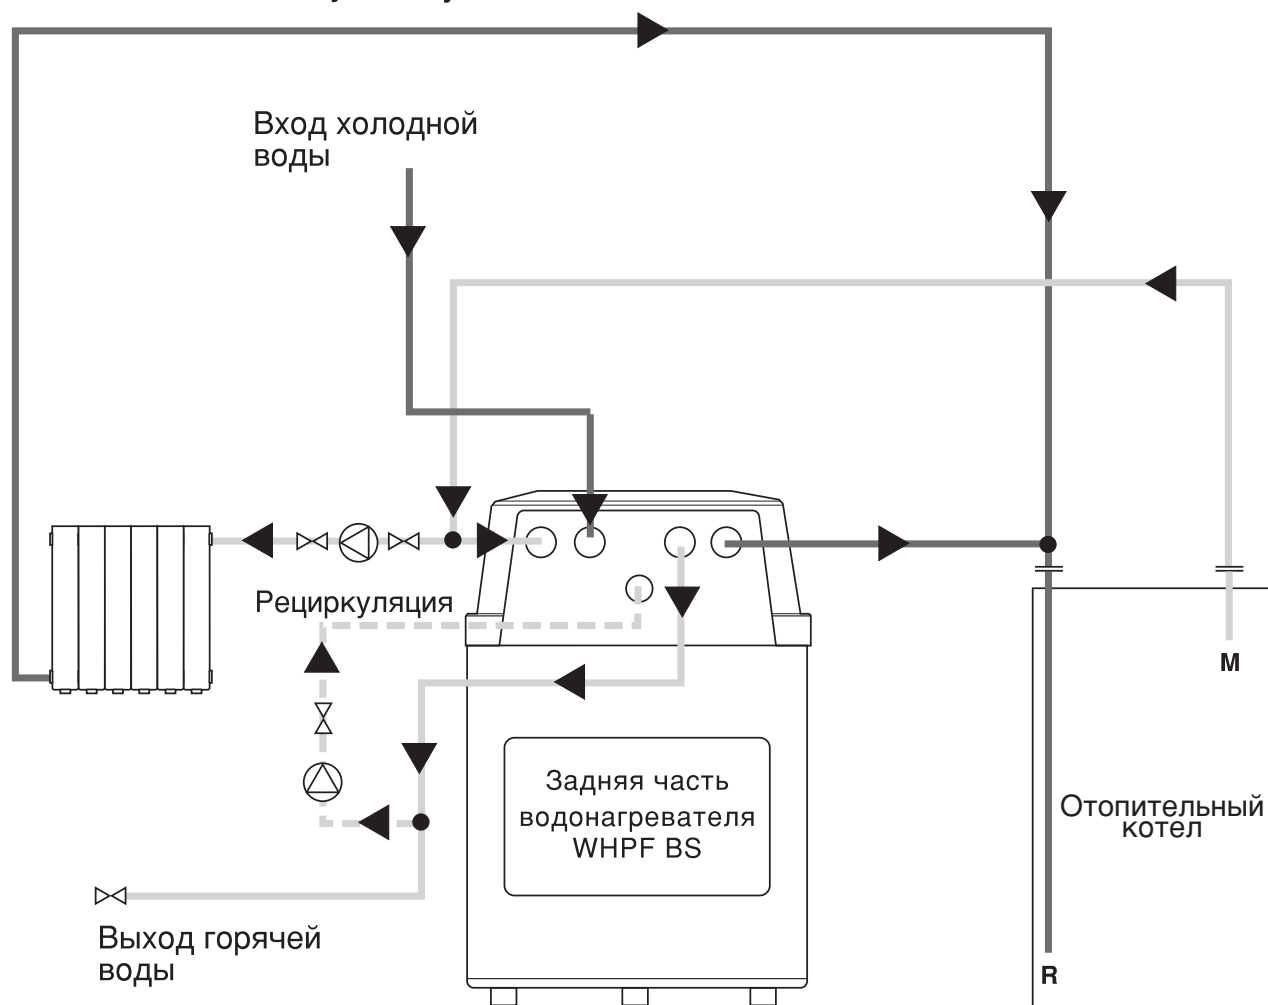 Вход холодной
воды
Рециркуляция
M
Задняя часть
водонагревателя
WHPF BS
Отопительный
котел
Выход горячей
воды
R